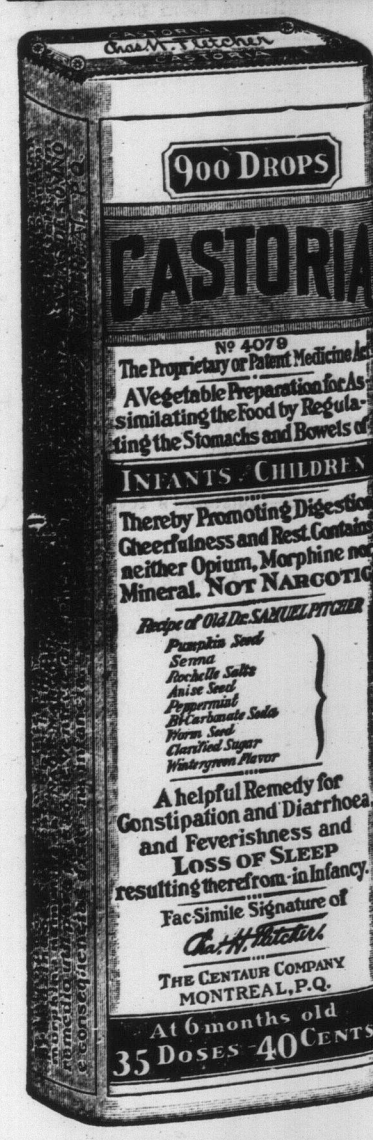 CASTORIA
Chas H. Fletcher
CASTORIA
900 DROPS
CASTORIA
Nº 4079
The Proprietary or Patent Medicine Act
A Vegetable Preparation for As-
similating the Food by Regula-
ting the Stomachs and Bowels of
INFANTS. CHILDREN
Thereby Promoting Digestion
Cheerfulness and Rest. Contains
neither Opium, Morphine nor
Mineral. NOT NARCOTIC
Recipe of Old Dr. SAMUEL PITCHER
Pumpkin Seed
Senna
Rochelle Salts
Anise Seed
Peppermint
Bi-Carbonate Soda
Worm Seed
Clarified Sugar
Wintergreen Flavor
A helpful Remedy for
Constipation and Diarrhoea,
and Feverishness and
LOSS OF SLEEP
resulting therefrom-in Infancy.
Fac-Simile Signature of
Chas. H. Fletcher.
THE CENTAUR COMPANY
MONTREAL, P.Q.
At 6 months old
35 DOSES - 40 CENTS